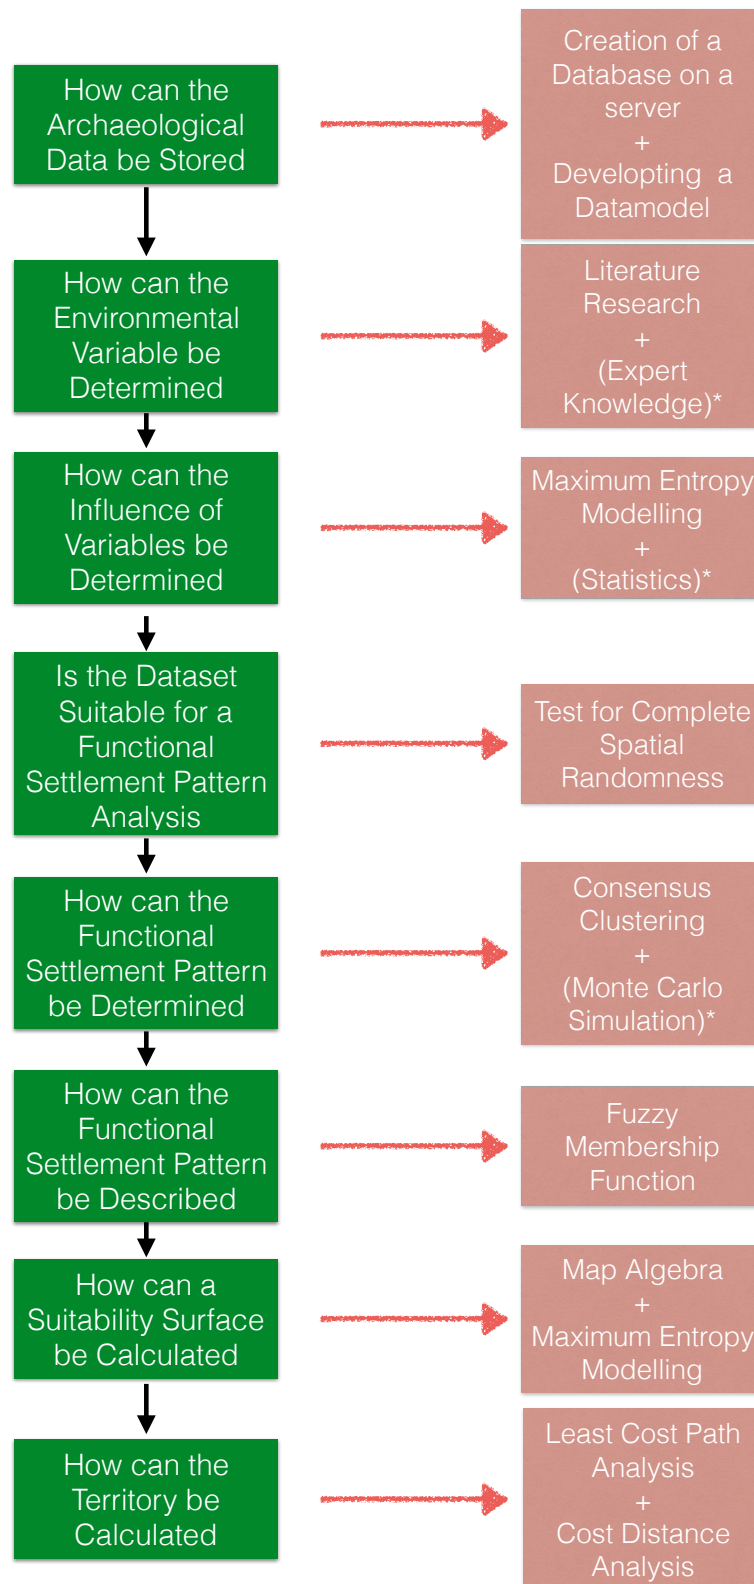 How can the
Archaeological
Data be Stored
Creation of a
Database on a
server
+
Developting a
Datamodel
How can the
Environmental
Variable be
Determined
Literature
Research
+
(Expert
Knowledge)*
How can the
Influence of
Variables be
Determined
Maximum Entropy
Modelling
+
(Statistics)*
Is the Dataset
Suitable for a
Functional
Settlement Pattern
Analysis
Test for Complete
Spatial
Randomness
How can the
Functional
Settlement Pattern
be Determined
Consensus
Clustering
+
(Monte Carlo
Simulation)*
How can the
Functional
Settlement Pattern
be Described
Fuzzy
Membership
Function
How can a
Suitability Surface
be Calculated
Map Algebra
+
Maximum Entropy
Modelling
How can the
Territory be
Calculated
Least Cost Path
Analysis
+
Cost Distance
Analysis